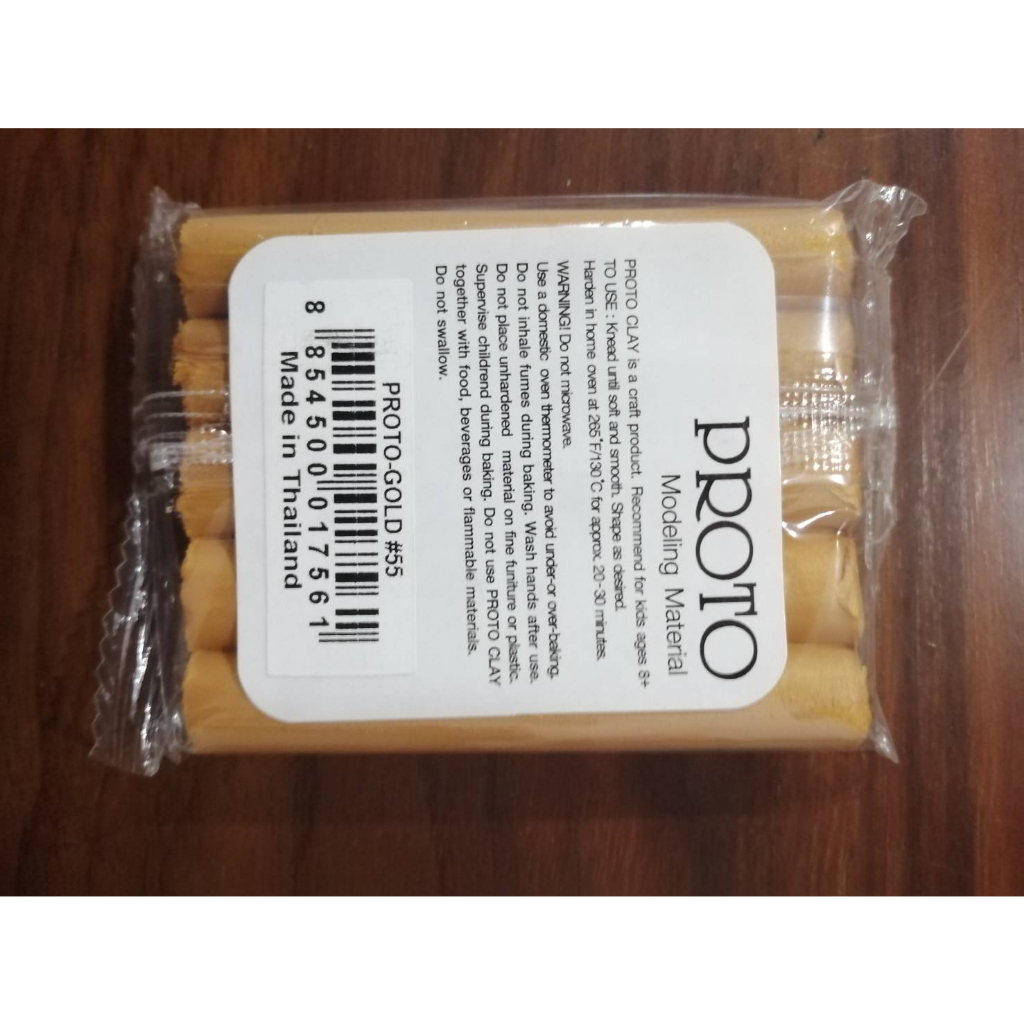 PROTO
Modeling Material
PROTO CLAY is a craft product. Recommend for kids ages 8+
TO USE : Knead until soft and smooth. Shape as desired.
Harden in home oven at 265°F/130°C for approx. 20-30 minutes.
WARNING! Do not microwave.
Use a domestic oven thermometer to avoid under-or over-baking.
Do not inhale fumes during baking. Wash hands after use.
Do not place unhardened material on fine funiture or plastic.
Supervise childrend during baking. Do not use PROTO CLAY
together with food, beverages or flammable materials.
Do not swallow.
PROTO-GOLD #55
8 854500 017561
Made in Thailand